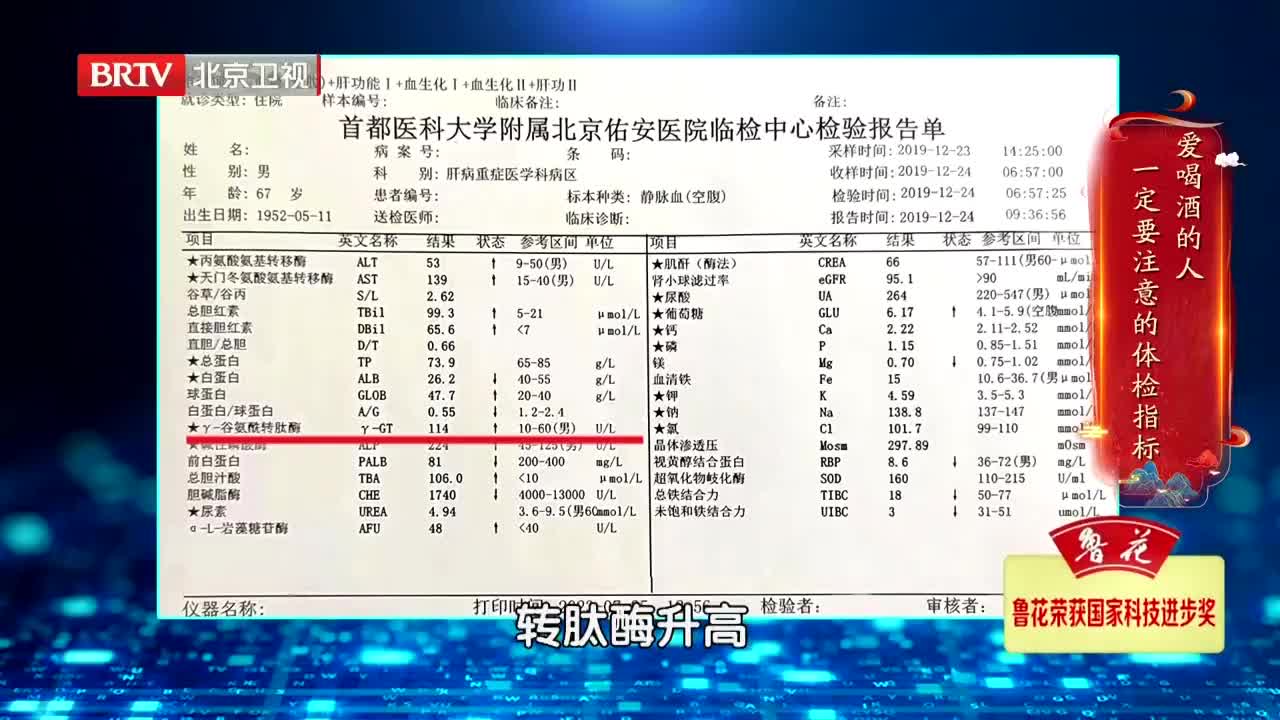 BRTV 北京卫视
+肝功能Ⅰ+血生化Ⅰ+血生化Ⅱ+肝功Ⅱ
就诊类型: 住院 样本编号: 临床备注: 备注:
首都医科大学附属北京佑安医院临检中心检验报告单
姓 名: 病 案 号: 条 码: 采样时间: 2019-12-23 14:25:00
性 别: 男 科 别: 肝病重症医学科病区 收样时间: 2019-12-24 06:57:00
年 龄: 67 岁 患者编号: 标本种类: 静脉血(空腹) 检验时间: 2019-12-24 06:57:25
出生日期: 1952-05-11 送检医师: 临床诊断: 报告时间: 2019-12-24 09:36:56
项目 英文名称 结果 状态 参考区间 单位
★丙氨酸氨基转移酶 ALT 53 ↑ 9-50(男) U/L
★天门冬氨酸氨基转移酶 AST 139 ↑ 15-40(男) U/L
谷草/谷丙 S/L 2.62
总胆红素 TBil 99.3 ↑ 5-21 μmol/L
直接胆红素 DBil 65.6 ↑ <7 μmol/L
直胆/总胆 D/T 0.66
★总蛋白 TP 73.9 65-85 g/L
★白蛋白 ALB 26.2 ↓ 40-55 g/L
球蛋白 GLOB 47.7 ↑ 20-40 g/L
白蛋白/球蛋白 A/G 0.55 ↓ 1.2-2.4
★γ-谷氨酰转肽酶 γ-GT 114 ↑ 10-60(男) U/L
★碱性磷酸酶 ALP 224 ↑ 45-125(男) U/L
前白蛋白 PALB 81 ↓ 200-400 mg/L
总胆汁酸 TBA 106.0 ↑ <10 μmol/L
胆碱脂酶 CHE 1740 ↓ 4000-13000 U/L
★尿素 UREA 4.94 3.6-9.5(男60mmol/L
α-L-岩藻糖苷酶 AFU 48 ↑ <40 U/L
项目 英文名称 结果 状态 参考区间 单位
★肌酐(酶法) CREA 66 57-111(男60-μmol
肾小球滤过率 eGFR 95.1 >90 mL/mi
★尿酸 UA 264 220-547(男) μmol
★葡萄糖 GLU 6.17 ↑ 4.1-5.9(空腹mmol/
★钙 Ca 2.22 2.11-2.52 mmol/
★磷 P 1.15 0.85-1.51 mmol/
镁 Mg 0.70 ↓ 0.75-1.02 mmol/
血清铁 Fe 15 10.6-36.7(男μmol
★钾 K 4.59 3.5-5.3 mmol/
★钠 Na 138.8 137-147 mmol/
★氯 Cl 101.7 99-110 mmol/
晶体渗透压 Mosm 297.89 mOsm
视黄醇结合蛋白 RBP 8.6 ↓ 36-72(男) mg/L
超氧化物岐化酶 SOD 160 110-215 U/ml
总铁结合力 TIBC 18 ↓ 50-77 μmol/L
未饱和铁结合力 UIBC 3 ↓ 31-51 umol/L
仪器名称: 打印时间: 检验者: 审核者:
转肽酶升高
爱喝酒的人
一定要注意的体检指标
鲁花
鲁花荣获国家科技进步奖